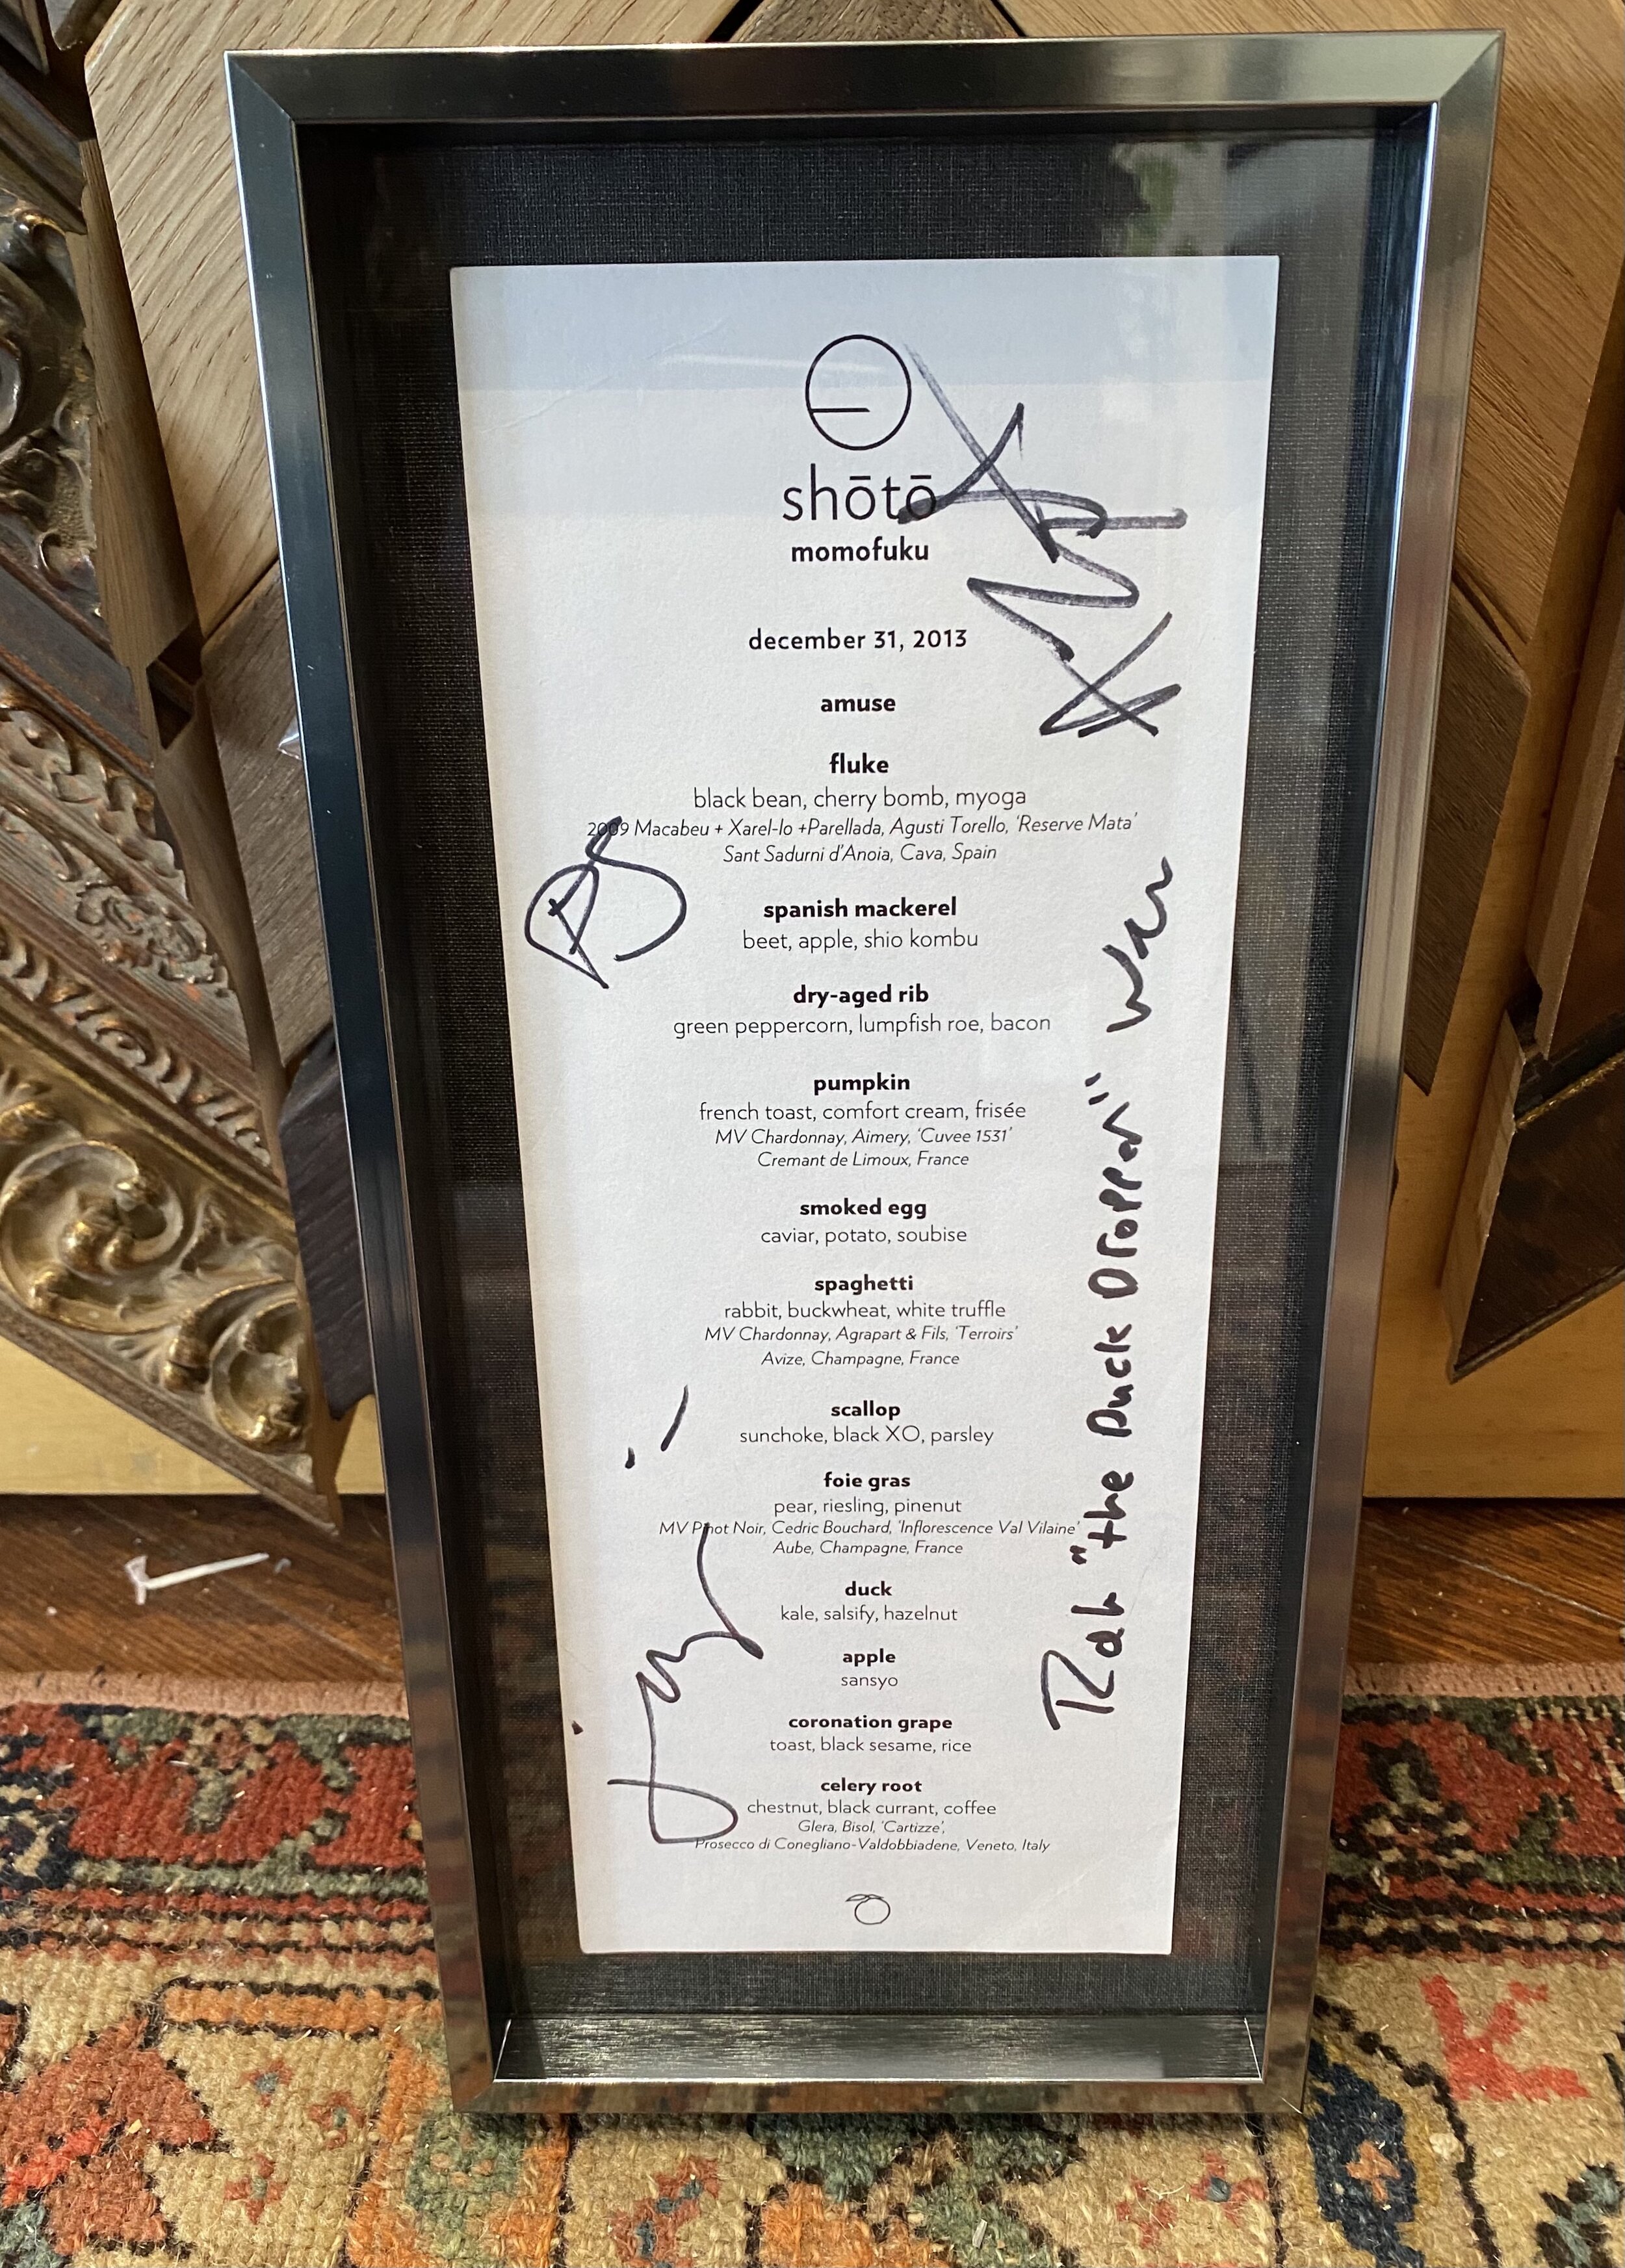 shōtō
momofuku
december 31, 2013
amuse
fluke
black bean, cherry bomb, myoga
2009 Macabeu + Xarel-lo +Parellada, Agusti Torello, ‘Reserve Mata’
Sant Sadurni d’Anoia, Cava, Spain
spanish mackerel
beet, apple, shio kombu
dry-aged rib
green peppercorn, lumpfish roe, bacon
pumpkin
french toast, comfort cream, frisée
MV Chardonnay, Aimery, ‘Cuvee 1531’
Cremant de Limoux, France
smoked egg
caviar, potato, soubise
spaghetti
rabbit, buckwheat, white truffle
MV Chardonnay, Agrapart & Fils, ‘Terroirs’
Avize, Champagne, France
scallop
sunchoke, black XO, parsley
foie gras
pear, riesling, pinenut
MV Pinot Noir, Cedric Bouchard, ‘Inflorescence Val Vilaine’
Aube, Champagne, France
duck
kale, salsify, hazelnut
apple
sansyo
coronation grape
toast, black sesame, rice
celery root
chestnut, black currant, coffee
Glera, Bisol, ‘Cartizze’,
Prosecco di Conegliano-Valdobbiadene, Veneto, Italy
"the Duck Dropper"